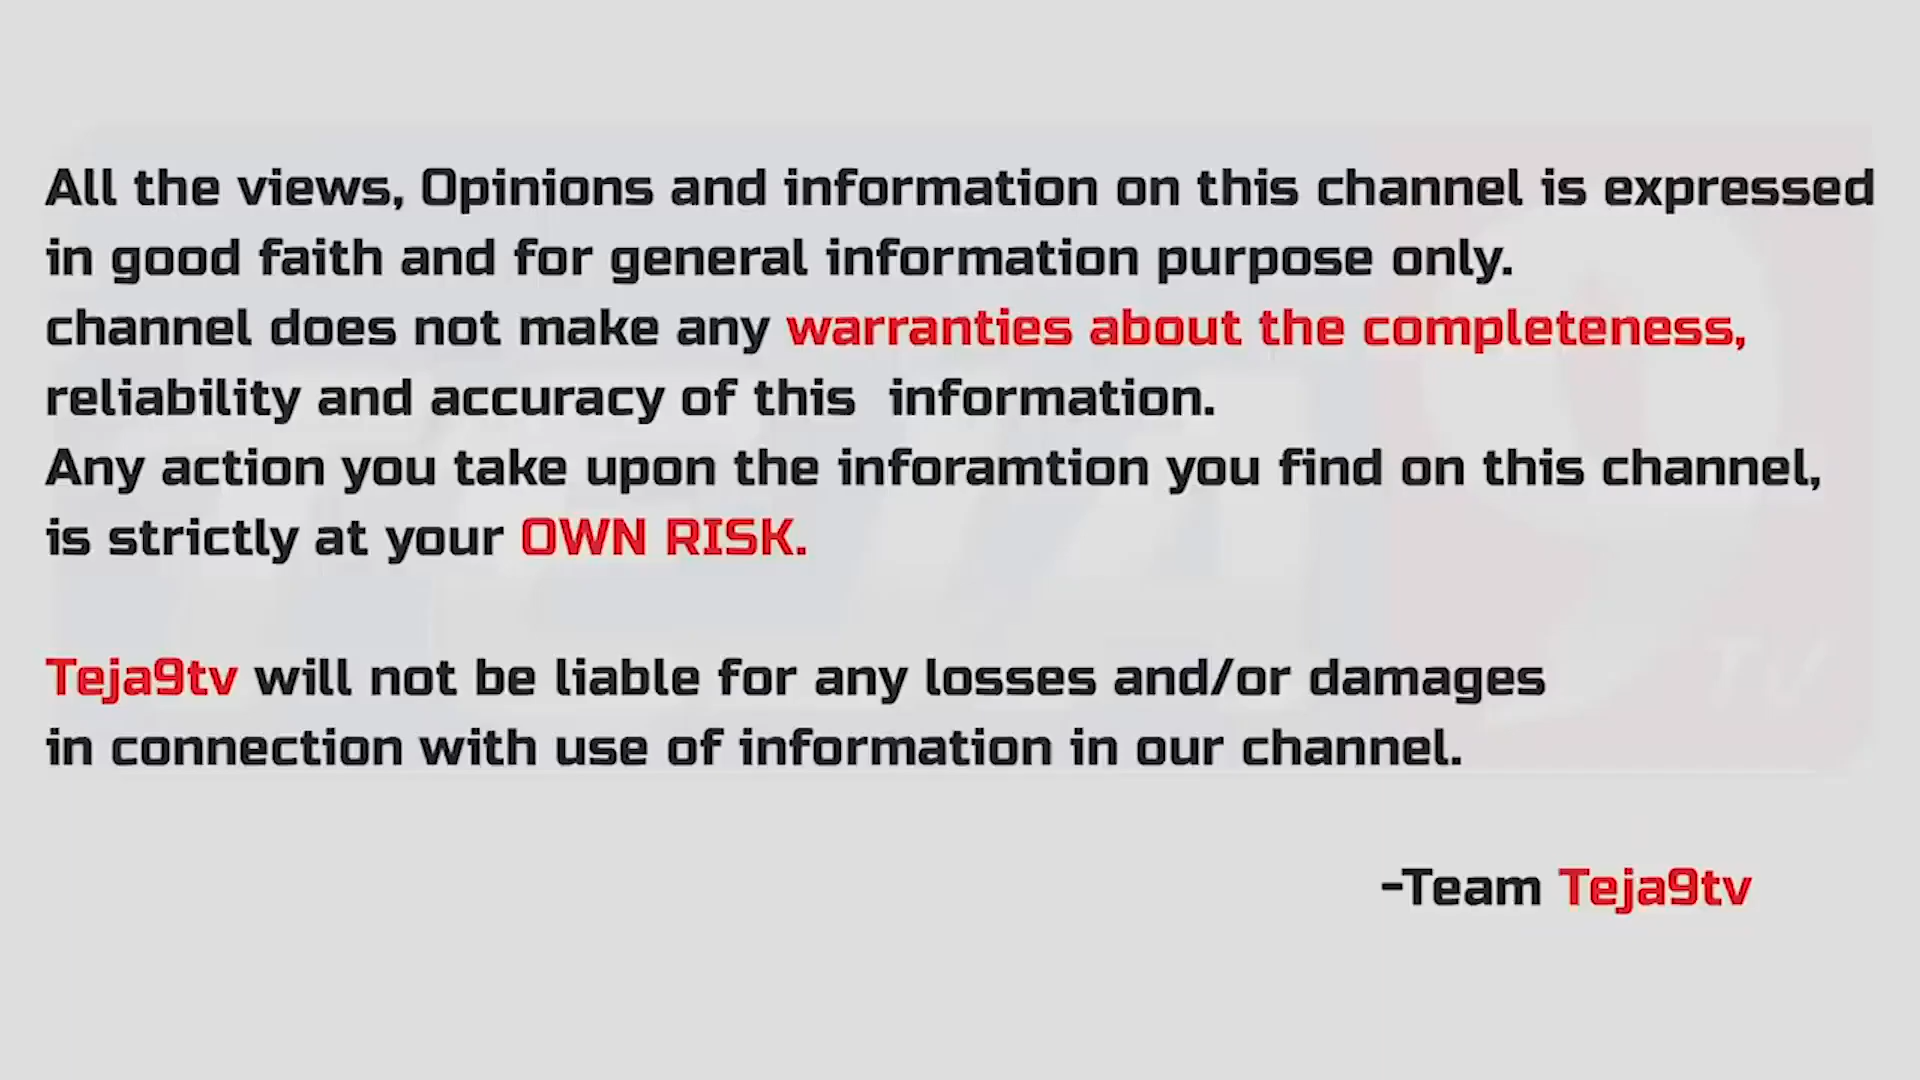 All the views, Opinions and information on this channel is expressed
in good faith and for general information purpose only.
channel does not make any warranties about the completeness,
reliability and accuracy of this  information.
Any action you take upon the inforamtion you find on this channel,
is strictly at your OWN RISK.
Teja9tv will not be liable for any losses and/or damages
in connection with use of information in our channel.
-Team Teja9tv
TEJA 9
TV